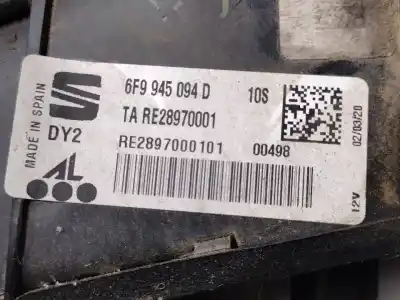 MADE IN SPAIN
DY2
AL
6F9 945 094 D 10S
TA RE28970001
RE2897000101 00498
02/03/20
12V